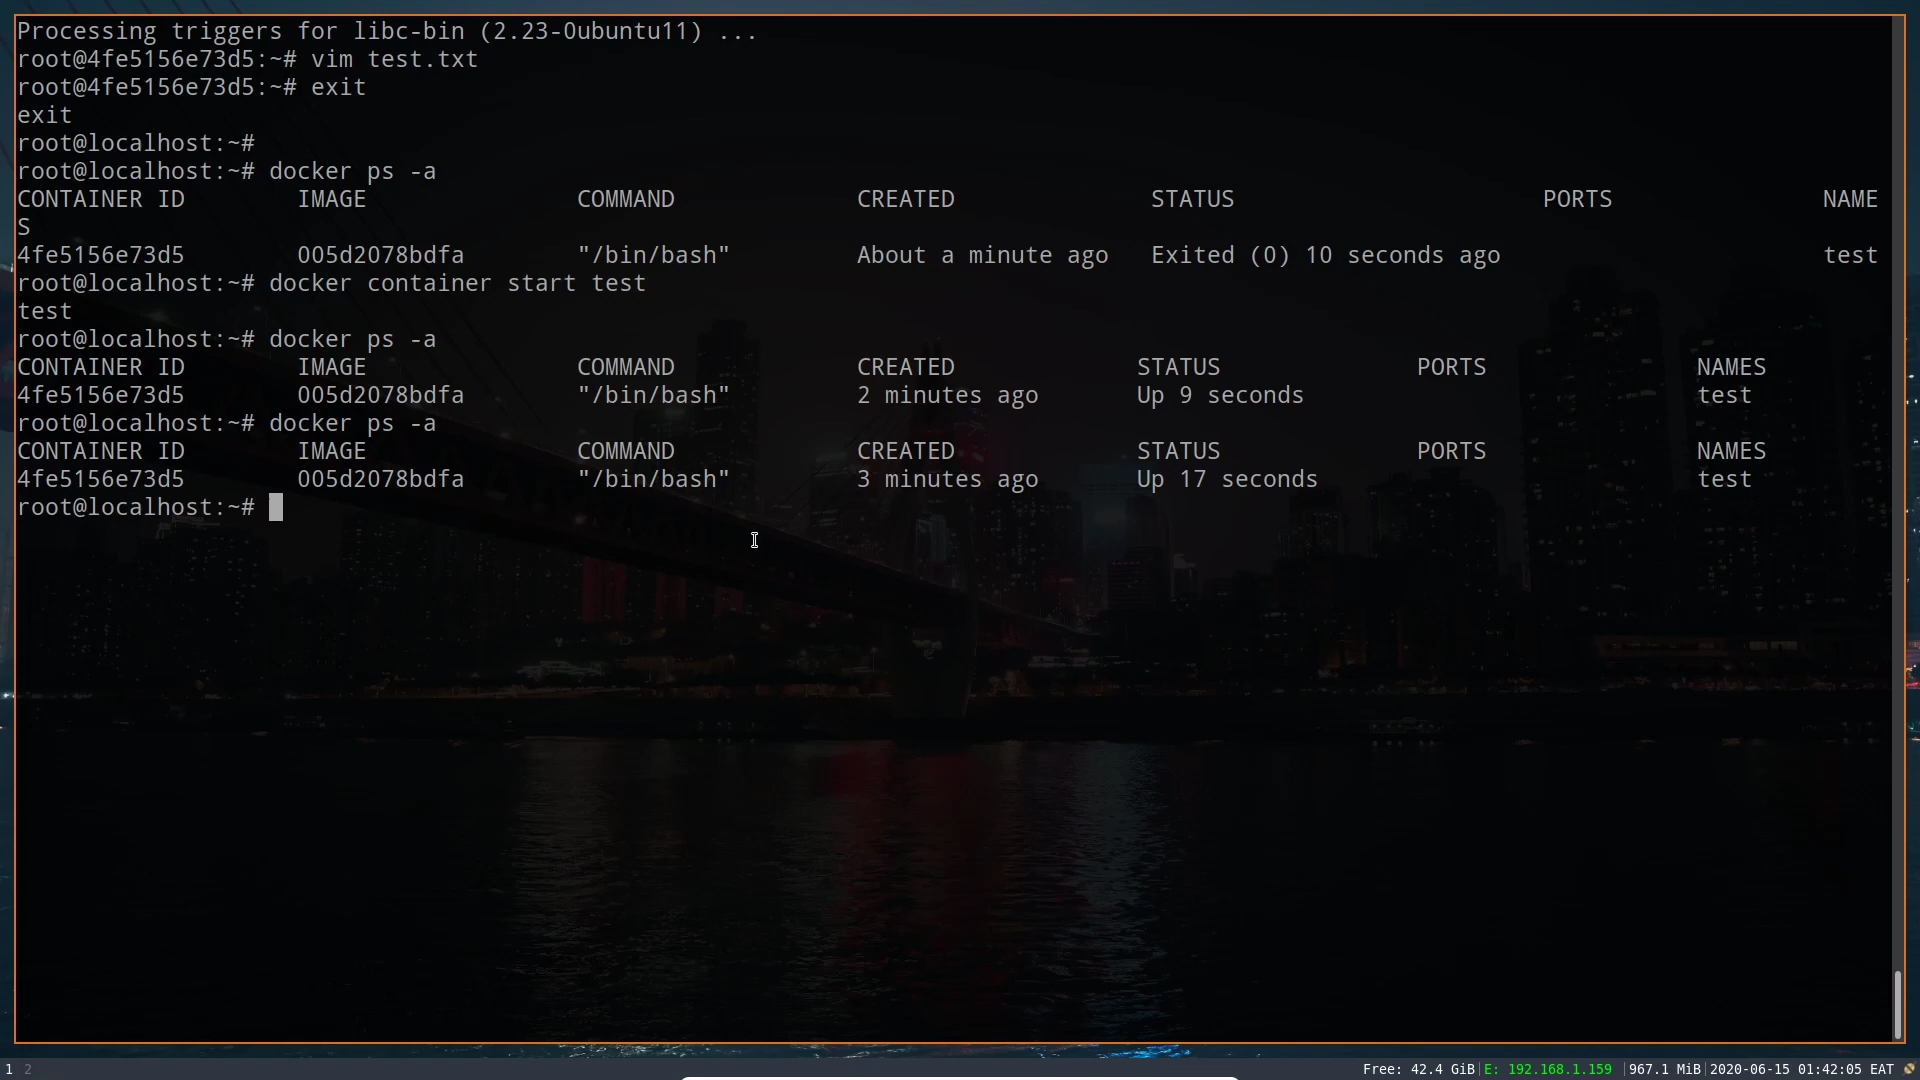 Processing triggers for libc-bin (2.23-0ubuntu11) ...
root@4fe5156e73d5:~# vim test.txt
root@4fe5156e73d5:~# exit
exit
root@localhost:~#
root@localhost:~# docker ps -a
CONTAINER ID        IMAGE               COMMAND             CREATED              STATUS                      PORTS               NAME
S
4fe5156e73d5        005d2078bdfa        "/bin/bash"         About a minute ago   Exited (0) 10 seconds ago                       test
root@localhost:~# docker container start test
test
root@localhost:~# docker ps -a
CONTAINER ID        IMAGE               COMMAND             CREATED             STATUS              PORTS               NAMES
4fe5156e73d5        005d2078bdfa        "/bin/bash"         2 minutes ago       Up 9 seconds                            test
root@localhost:~# docker ps -a
CONTAINER ID        IMAGE               COMMAND             CREATED             STATUS              PORTS               NAMES
4fe5156e73d5        005d2078bdfa        "/bin/bash"         3 minutes ago       Up 17 seconds                           test
root@localhost:~#
1 2 Free: 42.4 GiB|E: 192.168.1.159 |967.1 MiB|2020-06-15 01:42:05 EAT